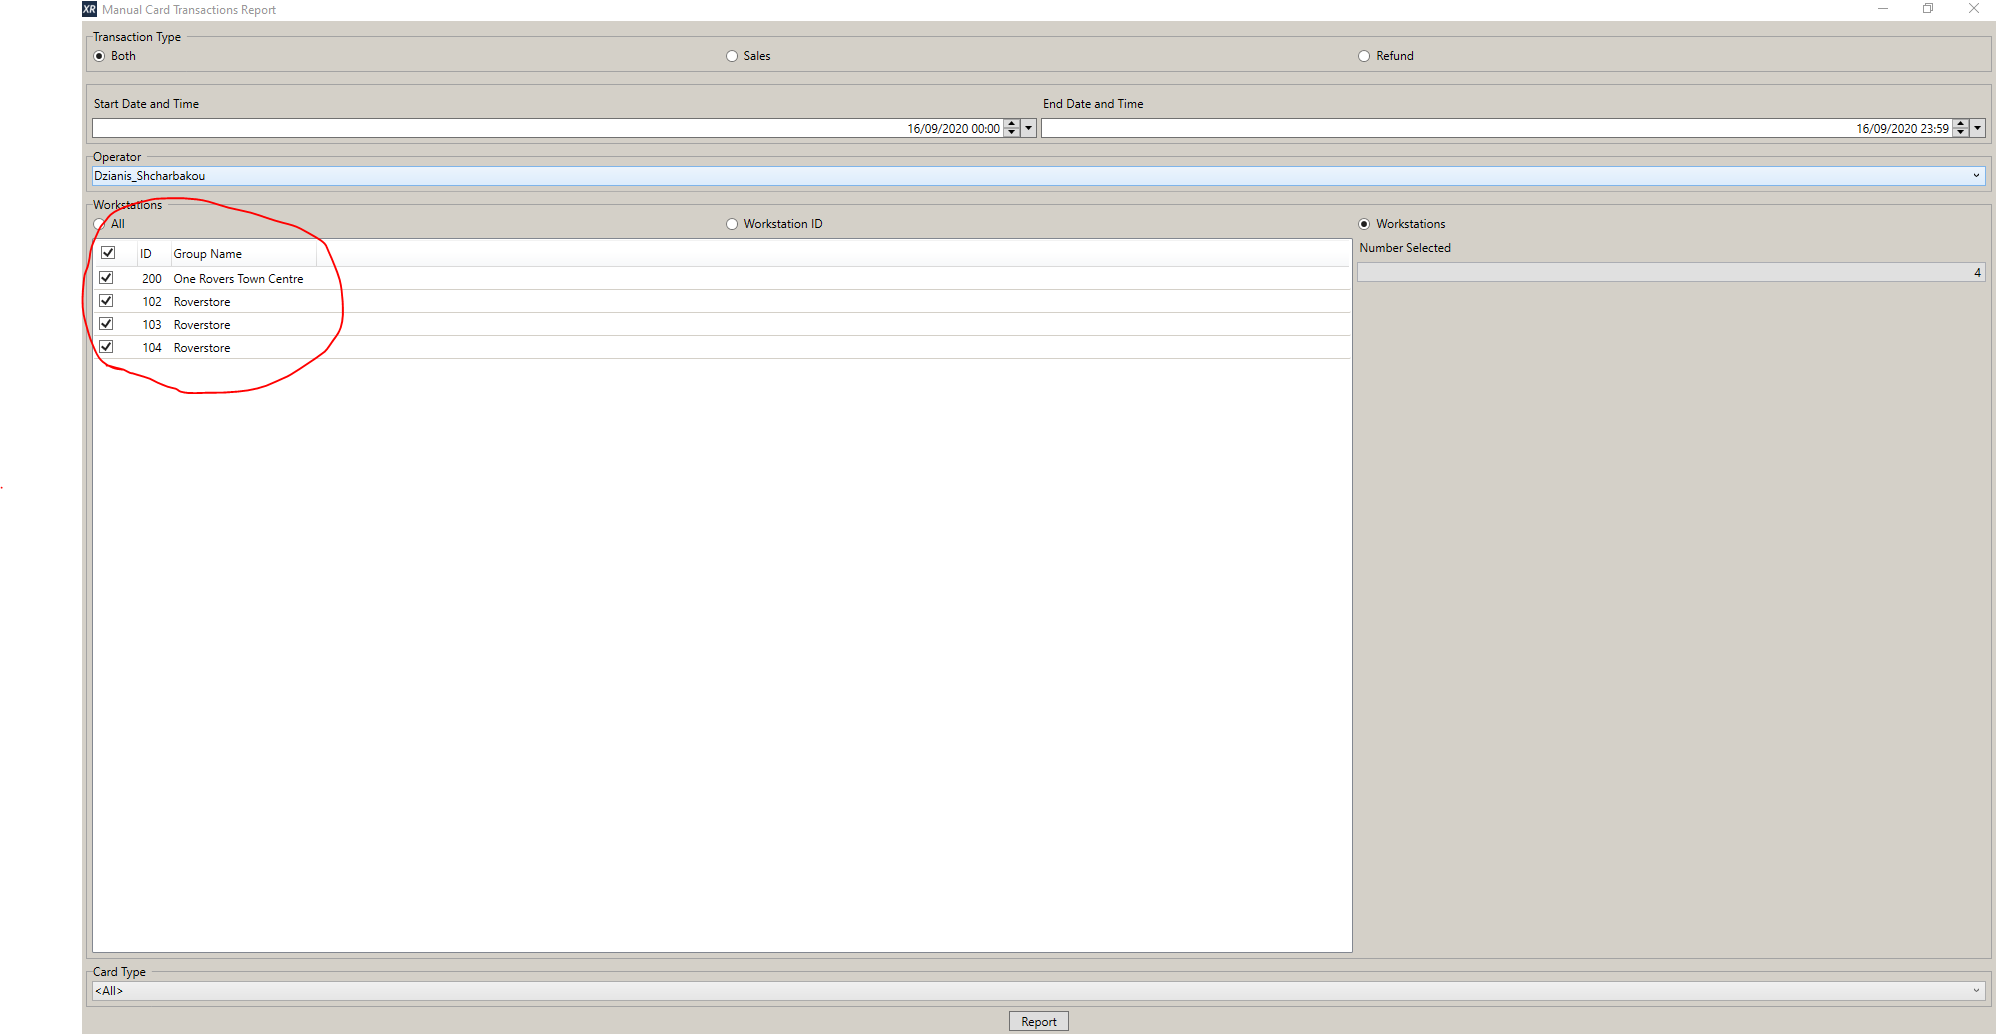 XR Manual Card Transactions Report
Transaction Type
Both Sales Refund
Start Date and Time End Date and Time
16/09/2020 00:00 16/09/2020 23:59
Operator
Dzianis_Shcharbakou
Workstations
All Workstation ID Workstations
ID Group Name Number Selected
4
200 One Rovers Town Centre
102 Roverstore
103 Roverstore
104 Roverstore
Card Type
<All>
Report